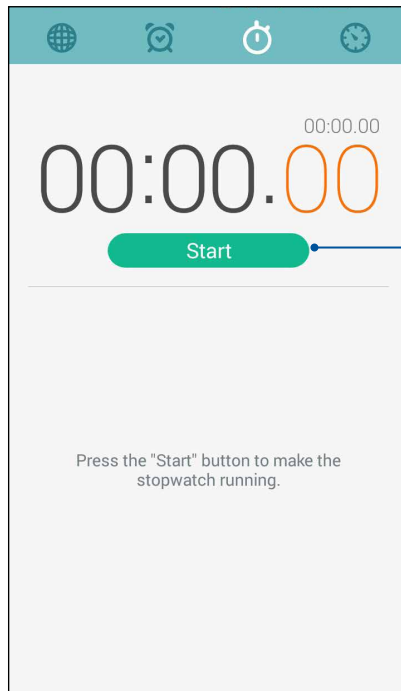 00:00.00
00:00.00
Start
Press the "Start" button to make the
stopwatch running.